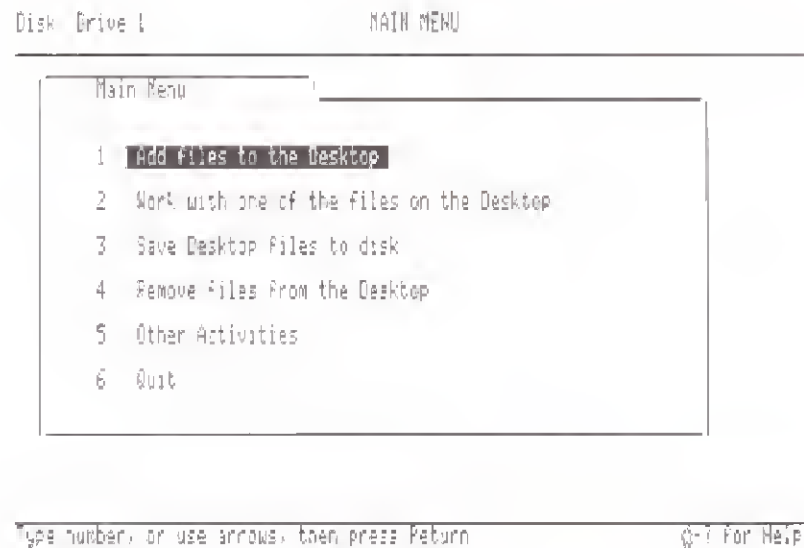 Disk: Drive 1 MAIN MENU
Main Menu
1 Add files to the Desktop
2 Work with one of the files on the Desktop
3 Save Desktop files to disk
4 Remove files from the Desktop
5 Other Activities
6 Quit
Type number, or use arrows, then press Return -? for Help